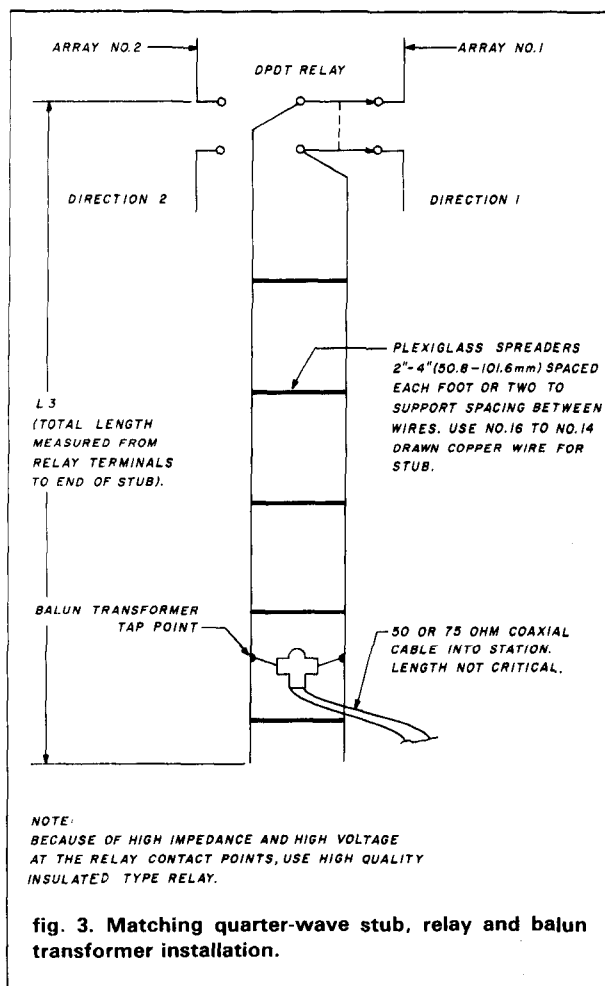 ARRAY NO.2
ARRAY NO.1
DPDT RELAY
DIRECTION 2
DIRECTION 1
PLEXIGLASS SPREADERS
2"-4"(50.8-101.6mm) SPACED
EACH FOOT OR TWO TO
SUPPORT SPACING BETWEEN
WIRES. USE NO.16 TO NO.14
DRAWN COPPER WIRE FOR
STUB.
L3
(TOTAL LENGTH
MEASURED FROM
RELAY TERMINALS
TO END OF STUB).
BALUN TRANSFORMER
TAP POINT
50 OR 75 OHM COAXIAL
CABLE INTO STATION.
LENGTH NOT CRITICAL.
NOTE:
BECAUSE OF HIGH IMPEDANCE AND HIGH VOLTAGE
AT THE RELAY CONTACT POINTS, USE HIGH QUALITY
INSULATED TYPE RELAY.
fig. 3. Matching quarter-wave stub, relay and balun
transformer installation.